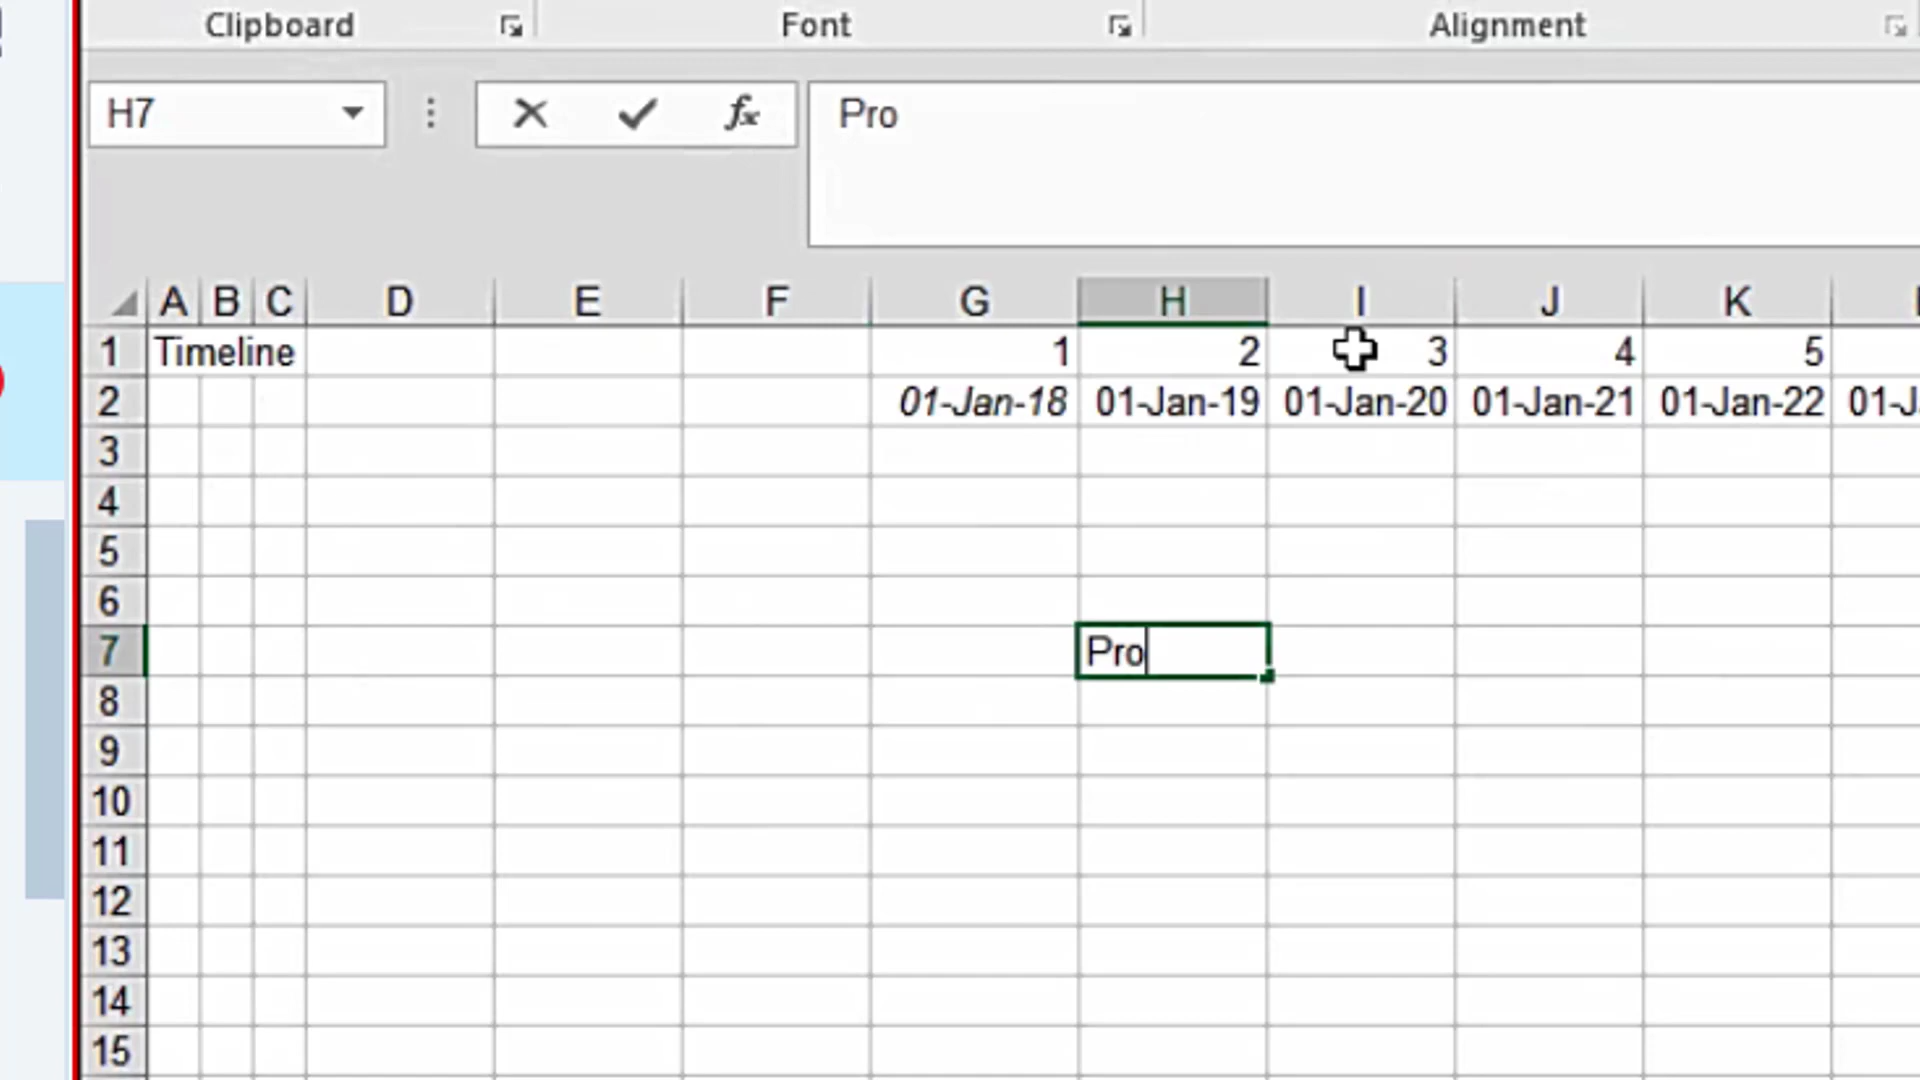 Clipboard Font Alignment
H7 fx Pro
A B C D E F G H I J K
1 Timeline 1 2 3 4 5
2 01-Jan-18 01-Jan-19 01-Jan-20 01-Jan-21 01-Jan-22 01-J
3
4
5
6
7 Pro
8
9
10
11
12
13
14
15